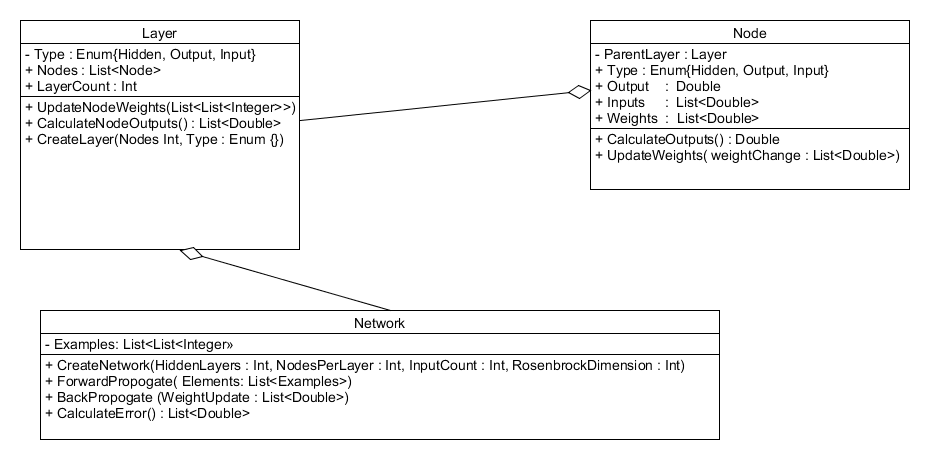 Layer
- Type : Enum{Hidden, Output, Input}
+ Nodes : List<Node>
+ LayerCount : Int
+ UpdateNodeWeights(List<List<Integer>>)
+ CalculateNodeOutputs() : List<Double>
+ CreateLayer(Nodes Int, Type : Enum {})
Node
- ParentLayer : Layer
+ Type : Enum{Hidden, Output, Input}
+ Output : Double
+ Inputs : List<Double>
+ Weights : List<Double>
+ CalculateOutputs() : Double
+ UpdateWeights( weightChange : List<Double>)
Network
- Examples: List<List<Integer»
+ CreateNetwork(HiddenLayers : Int, NodesPerLayer : Int, InputCount : Int, RosenbrockDimension : Int)
+ ForwardPropogate( Elements: List<Examples>)
+ BackPropogate (WeightUpdate : List<Double>)
+ CalculateError() : List<Double>